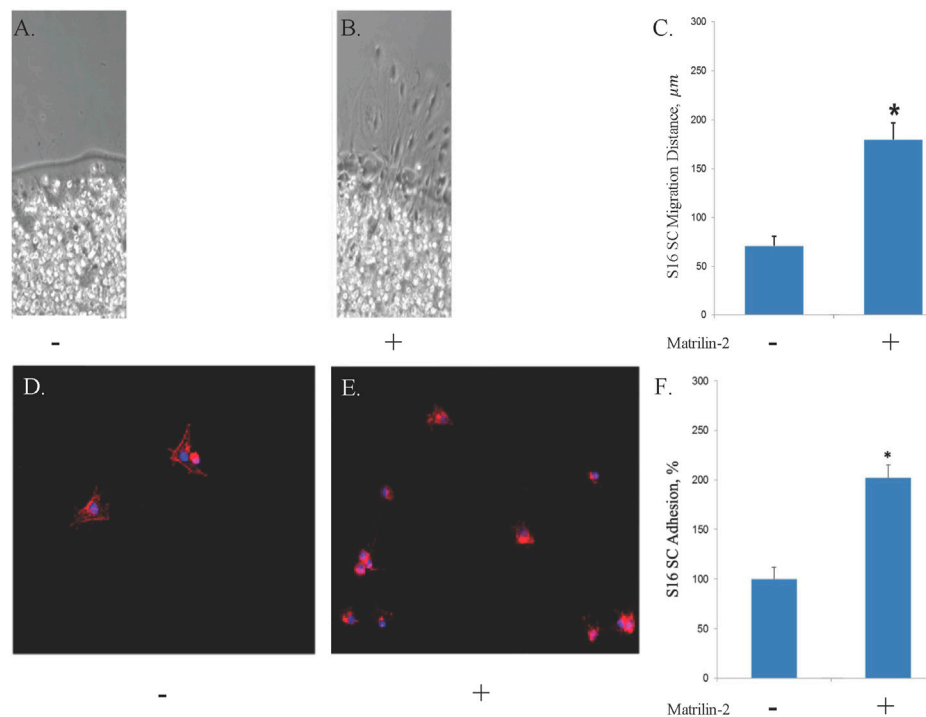 A.
B.
C.
S16 SC Migration Distance, μm
300
250
200
150
100
50
0
*
-
+
Matrilin-2
-
+
D.
E.
F.
S16 SC Adhesion, %
300
250
200
150
100
50
0
*
-
+
Matrilin-2
-
+